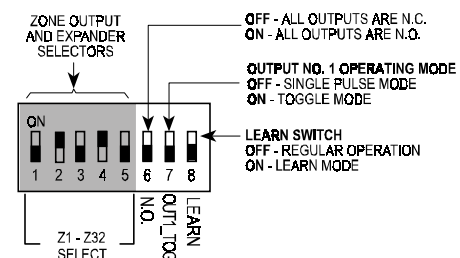 ZONE OUTPUT
AND EXPANDER
SELECTORS
OFF - ALL OUTPUTS ARE N.C.
ON - ALL OUTPUTS ARE N.O.
OUTPUT NO. 1 OPERATING MODE
OFF - SINGLE PULSE MODE
ON - TOGGLE MODE
LEARN SWITCH
OFF - REGULAR OPERATION
ON - LEARN MODE
ON
1 2 3 4 5 6 7 8
N.O.
OUT1_TOG
LEARN
Z1 - Z32
SELECT